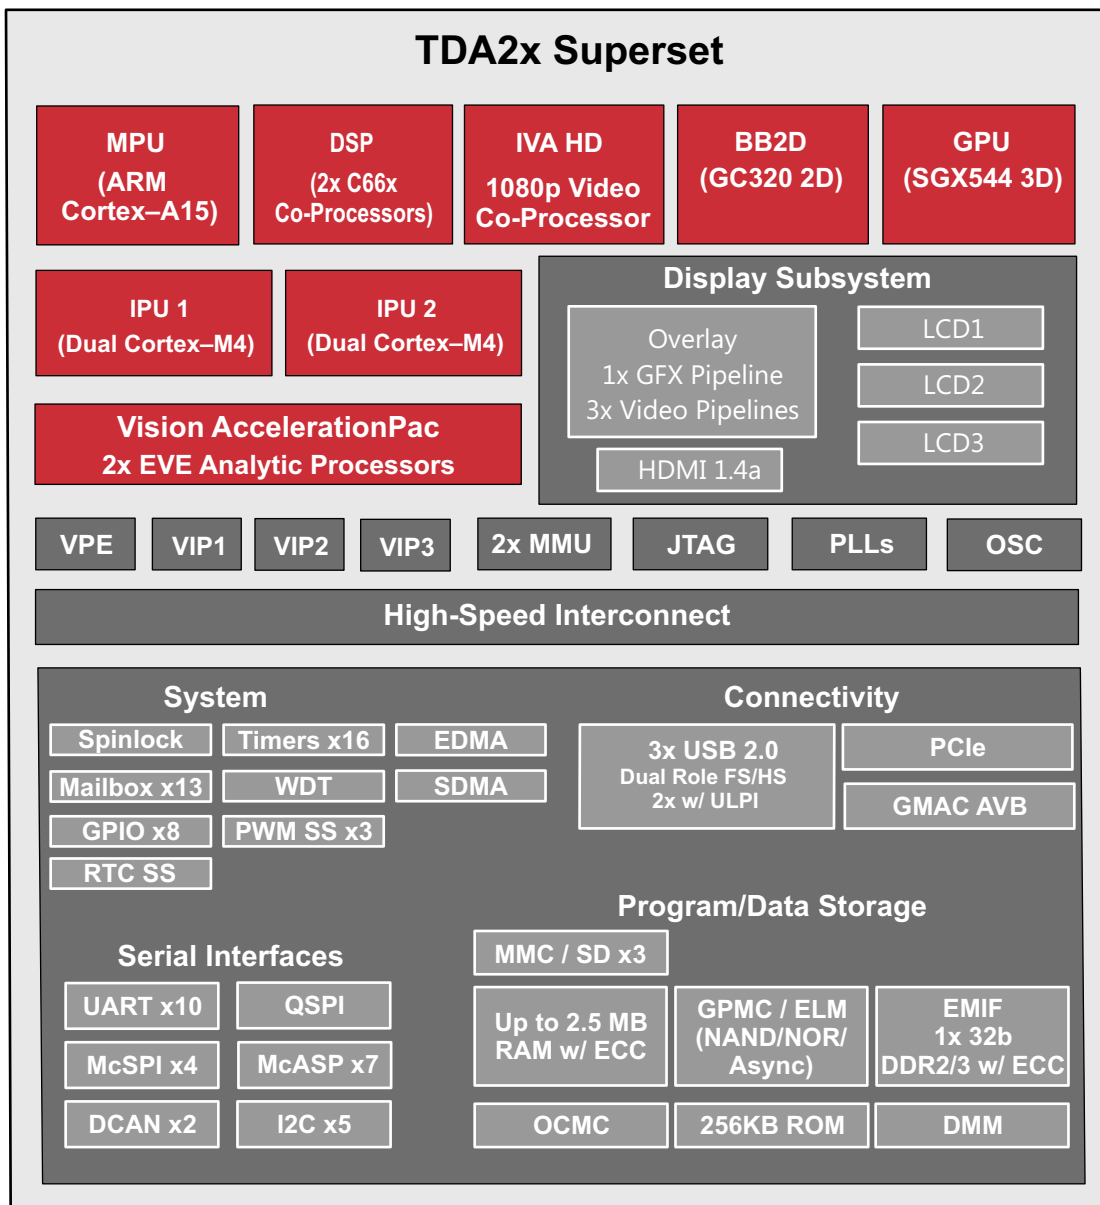 TDA2x Superset
MPU
(ARM
Cortex–A15)
DSP
(2x C66x
Co-Processors)
IVA HD
1080p Video
Co-Processor
BB2D
(GC320 2D)
GPU
(SGX544 3D)
IPU 1
(Dual Cortex–M4)
IPU 2
(Dual Cortex–M4)
Display Subsystem
Overlay
1x GFX Pipeline
3x Video Pipelines
LCD1
LCD2
LCD3
HDMI 1.4a
Vision AccelerationPac
2x EVE Analytic Processors
VPE
VIP1
VIP2
VIP3
2x MMU
JTAG
PLLs
OSC
High-Speed Interconnect
System
Spinlock
Timers x16
EDMA
Mailbox x13
WDT
SDMA
GPIO x8
PWM SS x3
RTC SS
Connectivity
3x USB 2.0
Dual Role FS/HS
2x w/ ULPI
PCIe
GMAC AVB
Serial Interfaces
UART x10
QSPI
McSPI x4
McASP x7
DCAN x2
I2C x5
Program/Data Storage
MMC / SD x3
Up to 2.5 MB
RAM w/ ECC
GPMC / ELM
(NAND/NOR/
Async)
EMIF
1x 32b
DDR2/3 w/ ECC
OCMC
256KB ROM
DMM